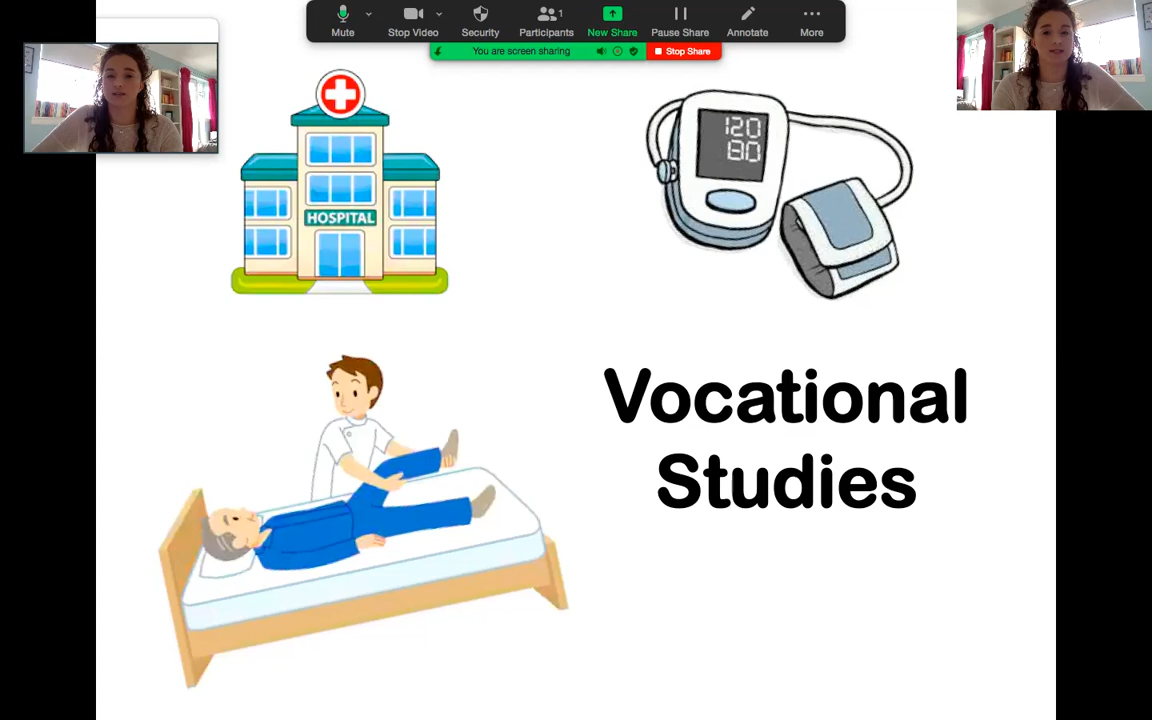 Mute
Stop Video
Security
Participants
1
New Share
Pause Share
Annotate
More
You are screen sharing
Stop Share
HOSPITAL
120
80
Vocational
Studies